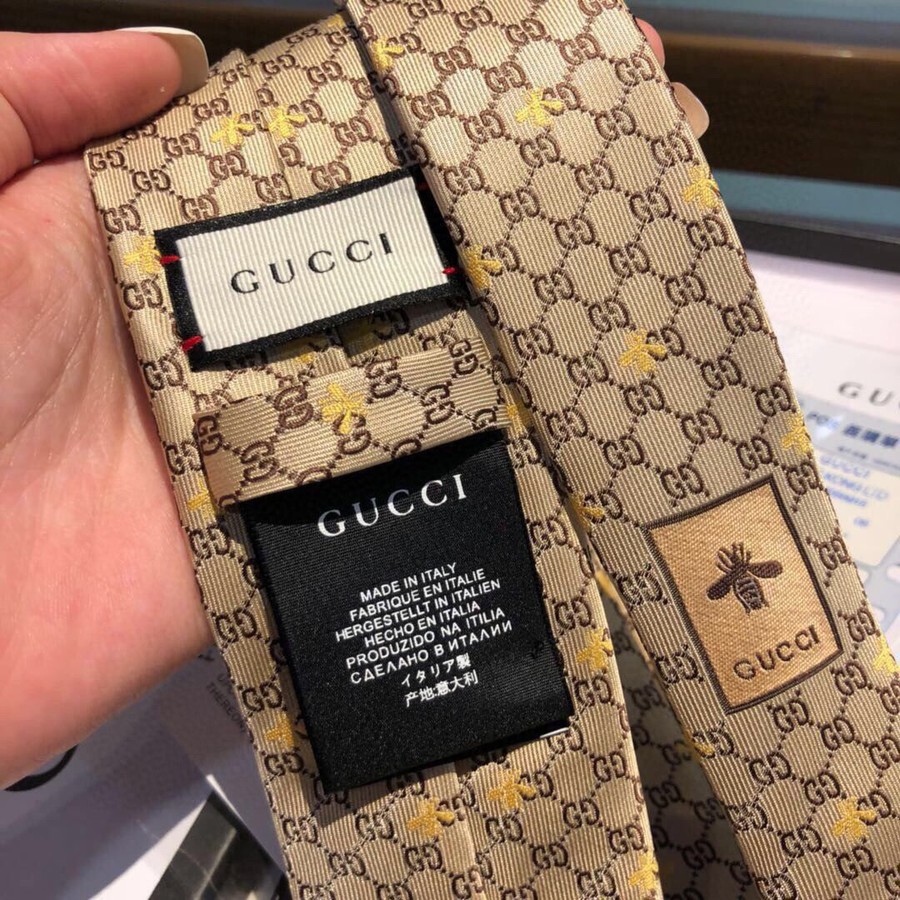 GUCCI
GUCCI
MADE IN ITALY
FABRIQUE EN ITALIE
HERGESTELLT IN ITALIEN
HECHO EN ITALIA
PRODUZIDO NA ITILIA
СДЕЛАНО В ИТАЛИИ
イタリア製
产地:意大利
GUCCI
GUCCI